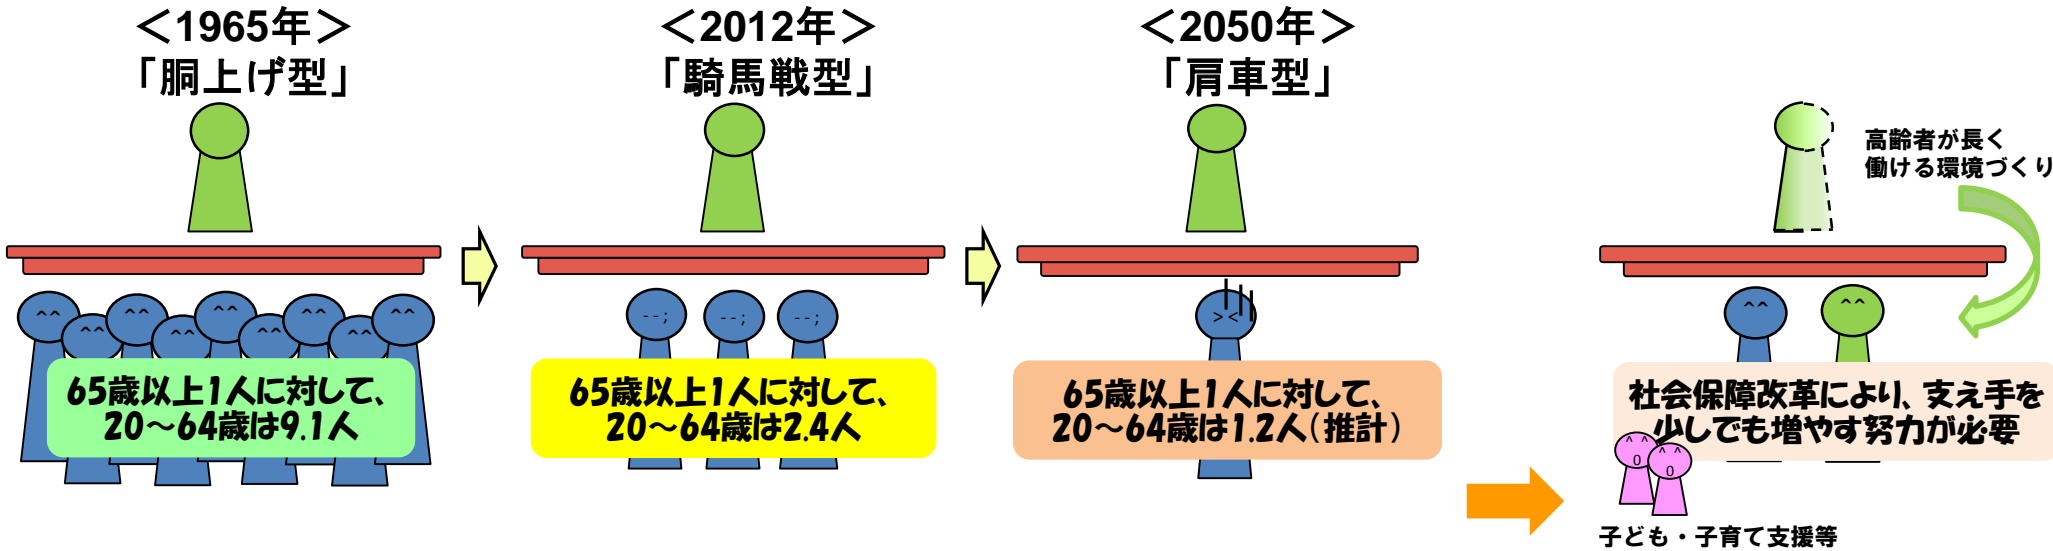 ＜1965年＞
「胴上げ型」
65歳以上1人に対して、
20～64歳は9.1人
＜2012年＞
「騎馬戦型」
--; --; --;
65歳以上1人に対して、
20～64歳は2.4人
＜2050年＞
「肩車型」
><
65歳以上1人に対して、
20～64歳は1.2人（推計）
高齢者が長く
働ける環境づくり
社会保障改革により、支え手を
少しでも増やす努力が必要
子ども・子育て支援等